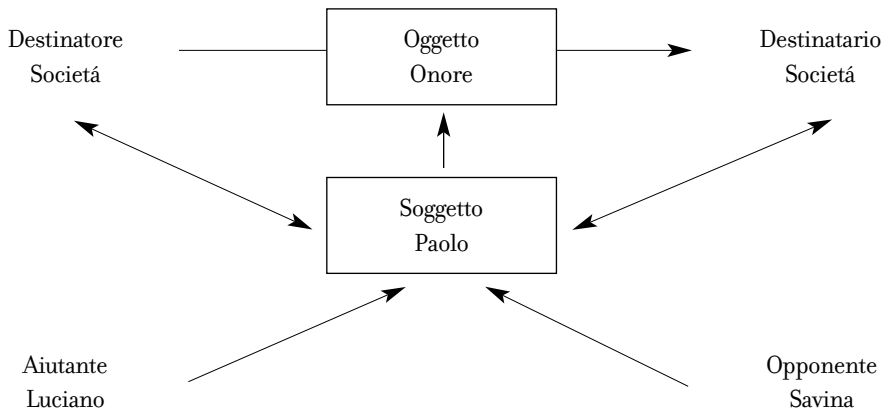 Destinatore
Societá
Oggetto
Onore
Destinatario
Societá
Soggetto
Paolo
Aiutante
Luciano
Opponente
Savina